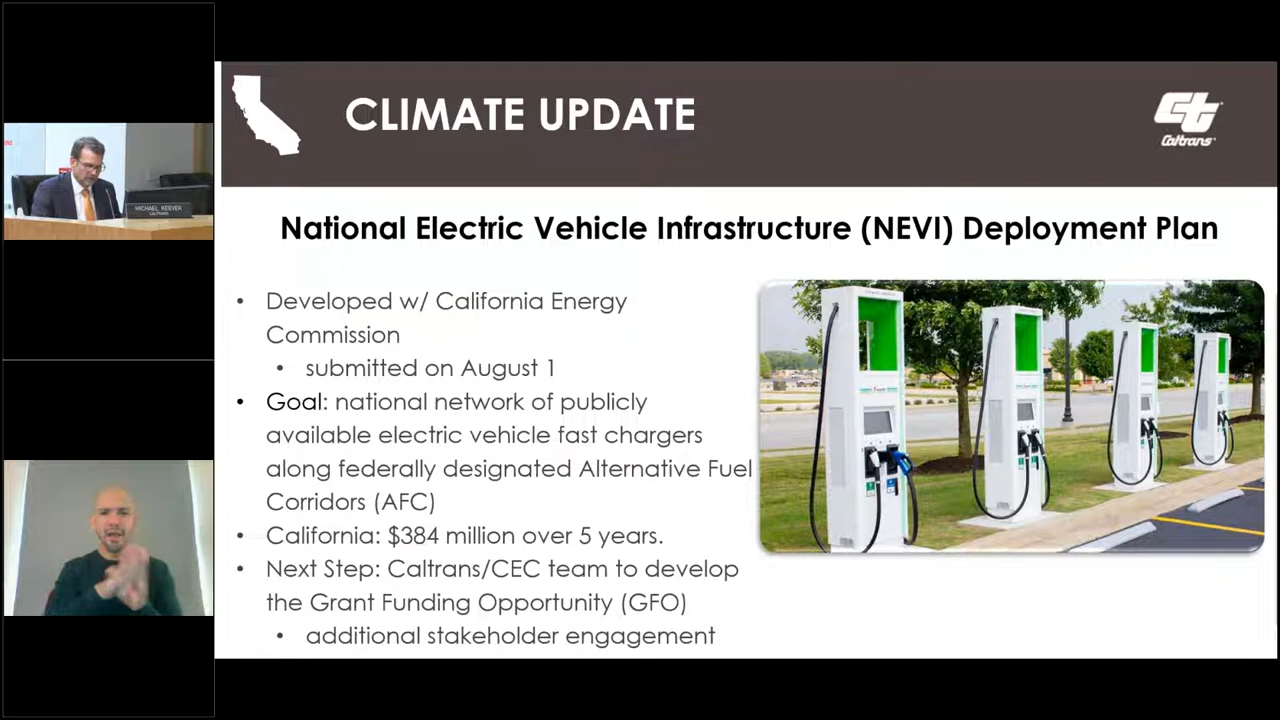 CLIMATE UPDATE
Caltrans
National Electric Vehicle Infrastructure (NEVI) Deployment Plan
• Developed w/ California Energy
Commission
• submitted on August 1
• Goal: national network of publicly
available electric vehicle fast chargers
along federally designated Alternative Fuel
Corridors (AFC)
• California: $384 million over 5 years.
• Next Step: Caltrans/CEC team to develop
the Grant Funding Opportunity (GFO)
• additional stakeholder engagement
MICHAEL KEEVER
CALTRANS